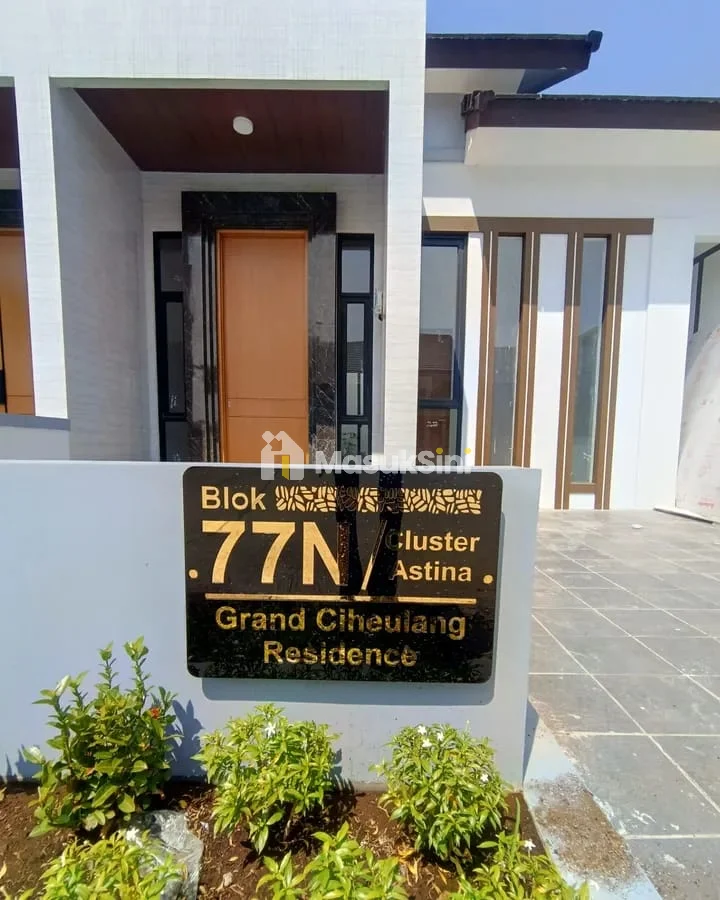 MasukSini
Blok
77N/
Cluster
Astina
Grand Ciheulang
Residence